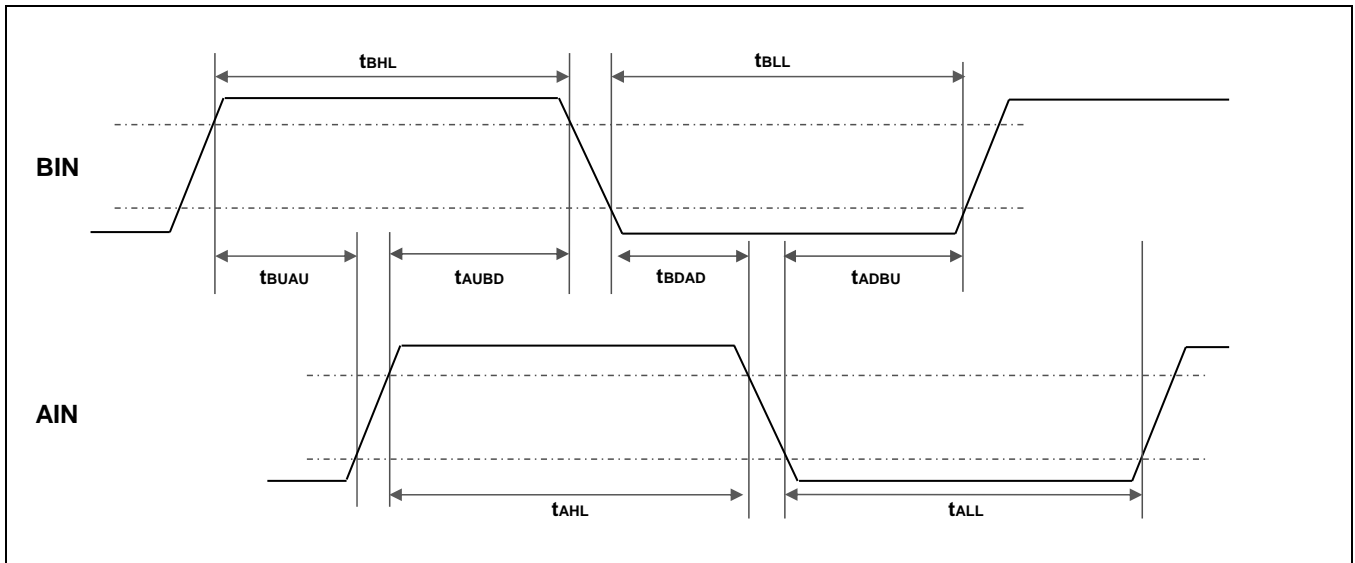 tBHL
tBLL
BIN
tBUAU
tAUBD
tBDAD
tADBU
AIN
tAHL
tALL